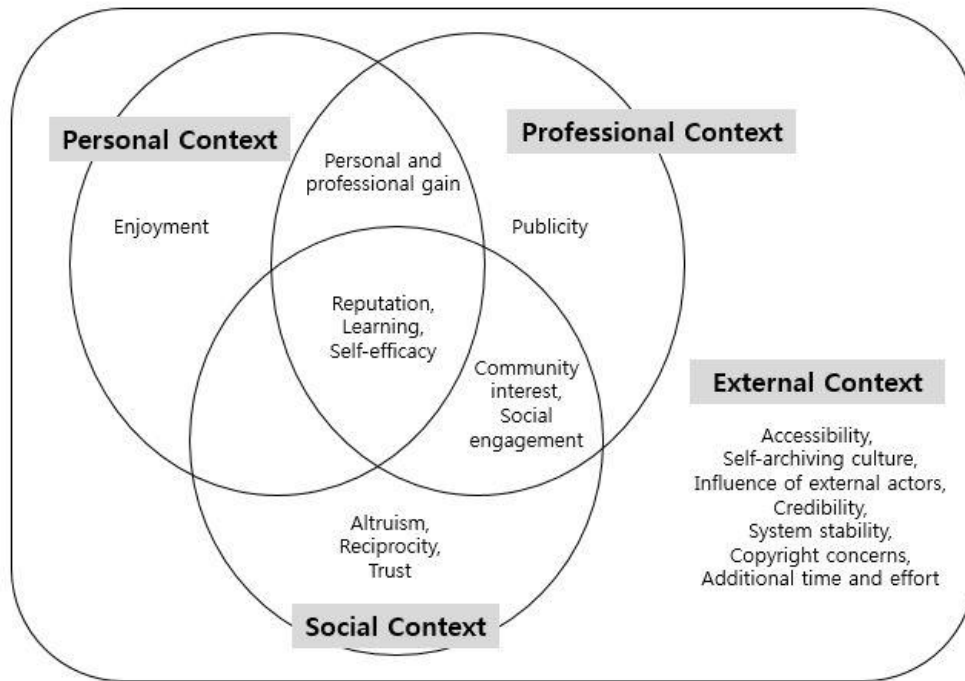 Personal Context
Professional Context
Personal and
professional gain
Enjoyment
Publicity
Reputation,
Learning,
Self-efficacy
Community
interest,
Social
engagement
External Context
Accessibility,
Self-archiving culture,
Influence of external actors,
Credibility,
System stability,
Copyright concerns,
Additional time and effort
Altruism,
Reciprocity,
Trust
Social Context